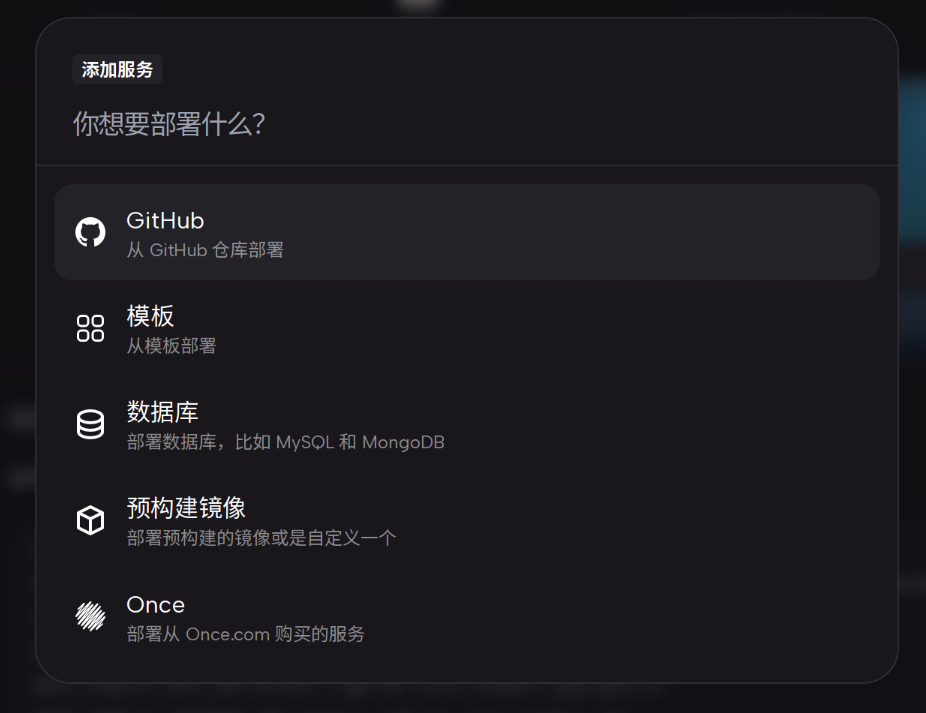 添加服务
你想要部署什么？
GitHub
从 GitHub 仓库部署
模板
从模板部署
数据库
部署数据库，比如 MySQL 和 MongoDB
预构建镜像
部署预构建的镜像或是自定义一个
Once
部署从 Once.com 购买的服务